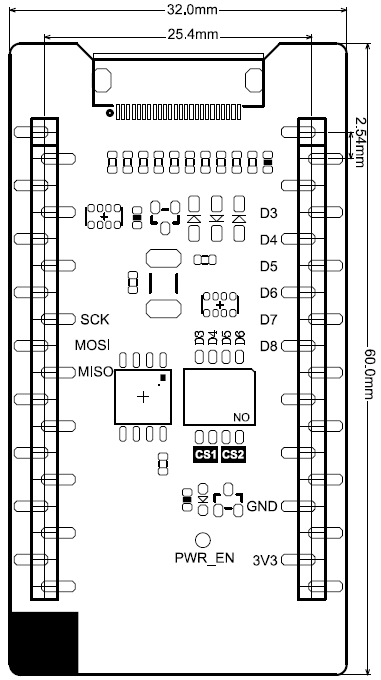 32.0mm
25.4mm
2.54mm
D3
D4
D5
SCK
D6
D7
MOSI
D3 D4 D5 D6
D8
MISO
60.0mm
NO
CS1 CS2
GND
PWR_EN
3V3